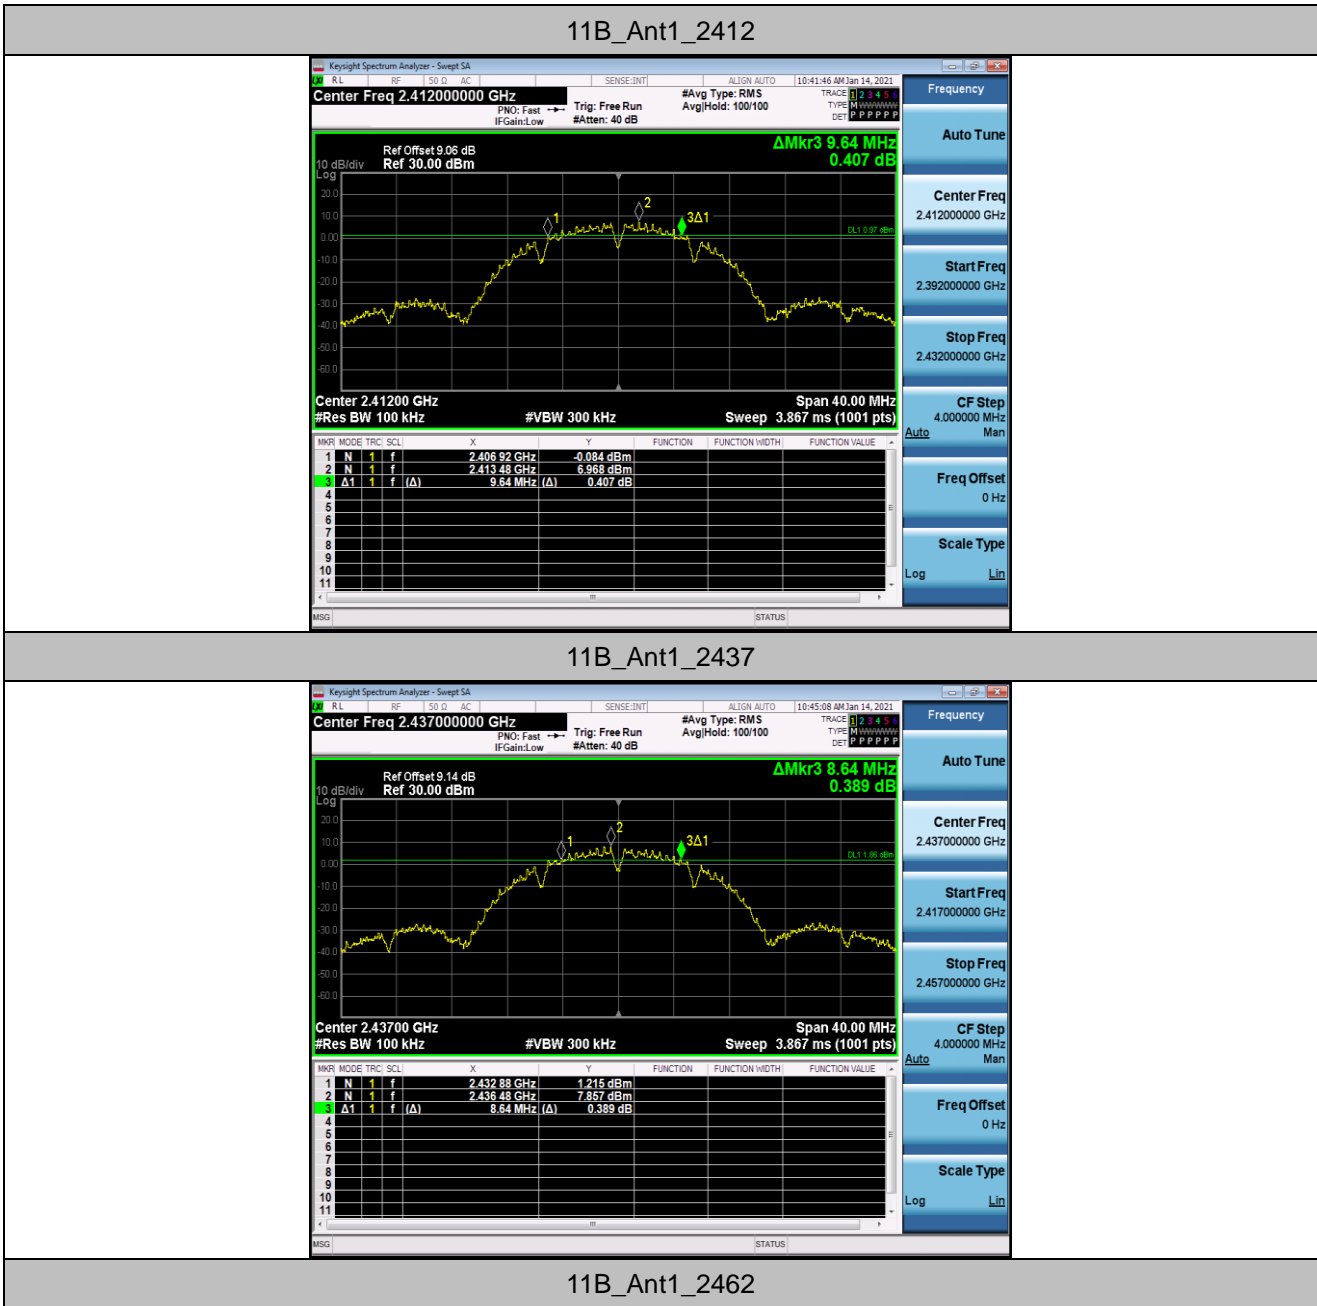 11B_Ant1_2412
Keysight Spectrum Analyzer - Swept SA
RL RF 50 Ω AC SENSE:INT ALIGN AUTO 10:41:46 AM Jan 14, 2021
Center Freq 2.412000000 GHz #Avg Type: RMS TRACE 1 2 3 4 5 6
PNO: Fast Trig: Free Run Avg|Hold: 100/100 TYPE M WWWWW
IFGain:Low #Atten: 40 dB DET P P P P P P
Frequency
Auto Tune
Center Freq
2.412000000 GHz
Start Freq
2.392000000 GHz
Stop Freq
2.432000000 GHz
CF Step
4.000000 MHz
Auto Man
Freq Offset
0 Hz
Scale Type
Log Lin
ΔMkr3 9.64 MHz
Ref Offset 9.06 dB 0.407 dB
10 dB/div Ref 30.00 dBm
Log
20.0
10.0
0.00
-10.0
-20.0
-30.0
-40.0
-50.0
-60.0
1
2
3Δ1
DL1 0.97 dBm
Center 2.41200 GHz Span 40.00 MHz
#Res BW 100 kHz #VBW 300 kHz Sweep 3.867 ms (1001 pts)
MKR MODE TRC SCL X Y FUNCTION FUNCTION WIDTH FUNCTION VALUE
1 N 1 f 2.406 92 GHz -0.084 dBm
2 N 1 f 2.413 48 GHz 6.968 dBm
3 Δ1 1 f (Δ) 9.64 MHz (Δ) 0.407 dB
4
5
6
7
8
9
10
11
MSG STATUS
11B_Ant1_2437
Keysight Spectrum Analyzer - Swept SA
RL RF 50 Ω AC SENSE:INT ALIGN AUTO 10:45:08 AM Jan 14, 2021
Center Freq 2.437000000 GHz #Avg Type: RMS TRACE 1 2 3 4 5 6
PNO: Fast Trig: Free Run Avg|Hold: 100/100 TYPE M WWWWW
IFGain:Low #Atten: 40 dB DET P P P P P P
Frequency
Auto Tune
Center Freq
2.437000000 GHz
Start Freq
2.417000000 GHz
Stop Freq
2.457000000 GHz
CF Step
4.000000 MHz
Auto Man
Freq Offset
0 Hz
Scale Type
Log Lin
ΔMkr3 8.64 MHz
Ref Offset 9.14 dB 0.389 dB
10 dB/div Ref 30.00 dBm
Log
20.0
10.0
0.00
-10.0
-20.0
-30.0
-40.0
-50.0
-60.0
1
2
3Δ1
DL1 1.86 dBm
Center 2.43700 GHz Span 40.00 MHz
#Res BW 100 kHz #VBW 300 kHz Sweep 3.867 ms (1001 pts)
MKR MODE TRC SCL X Y FUNCTION FUNCTION WIDTH FUNCTION VALUE
1 N 1 f 2.432 88 GHz 1.215 dBm
2 N 1 f 2.436 48 GHz 7.857 dBm
3 Δ1 1 f (Δ) 8.64 MHz (Δ) 0.389 dB
4
5
6
7
8
9
10
11
MSG STATUS
11B_Ant1_2462